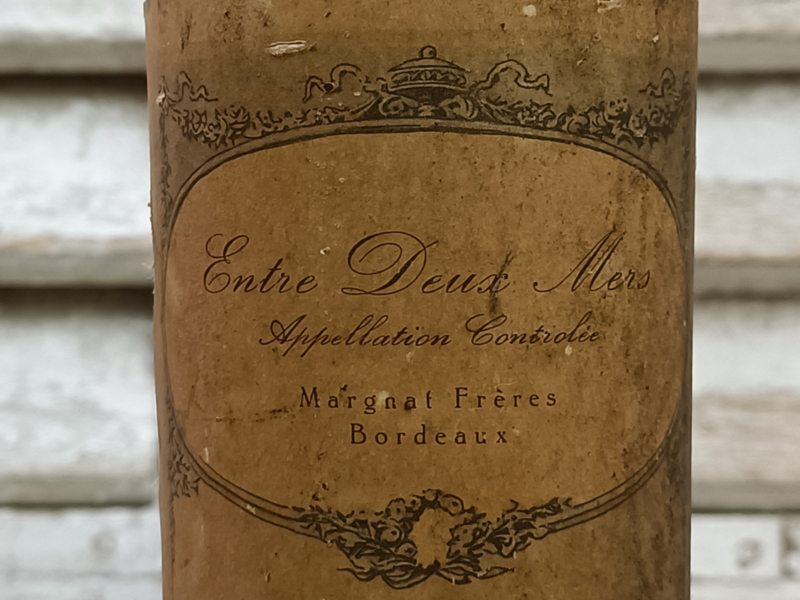 Entre Deux Mers
Appellation Controlée
Margnat Frères
Bordeaux